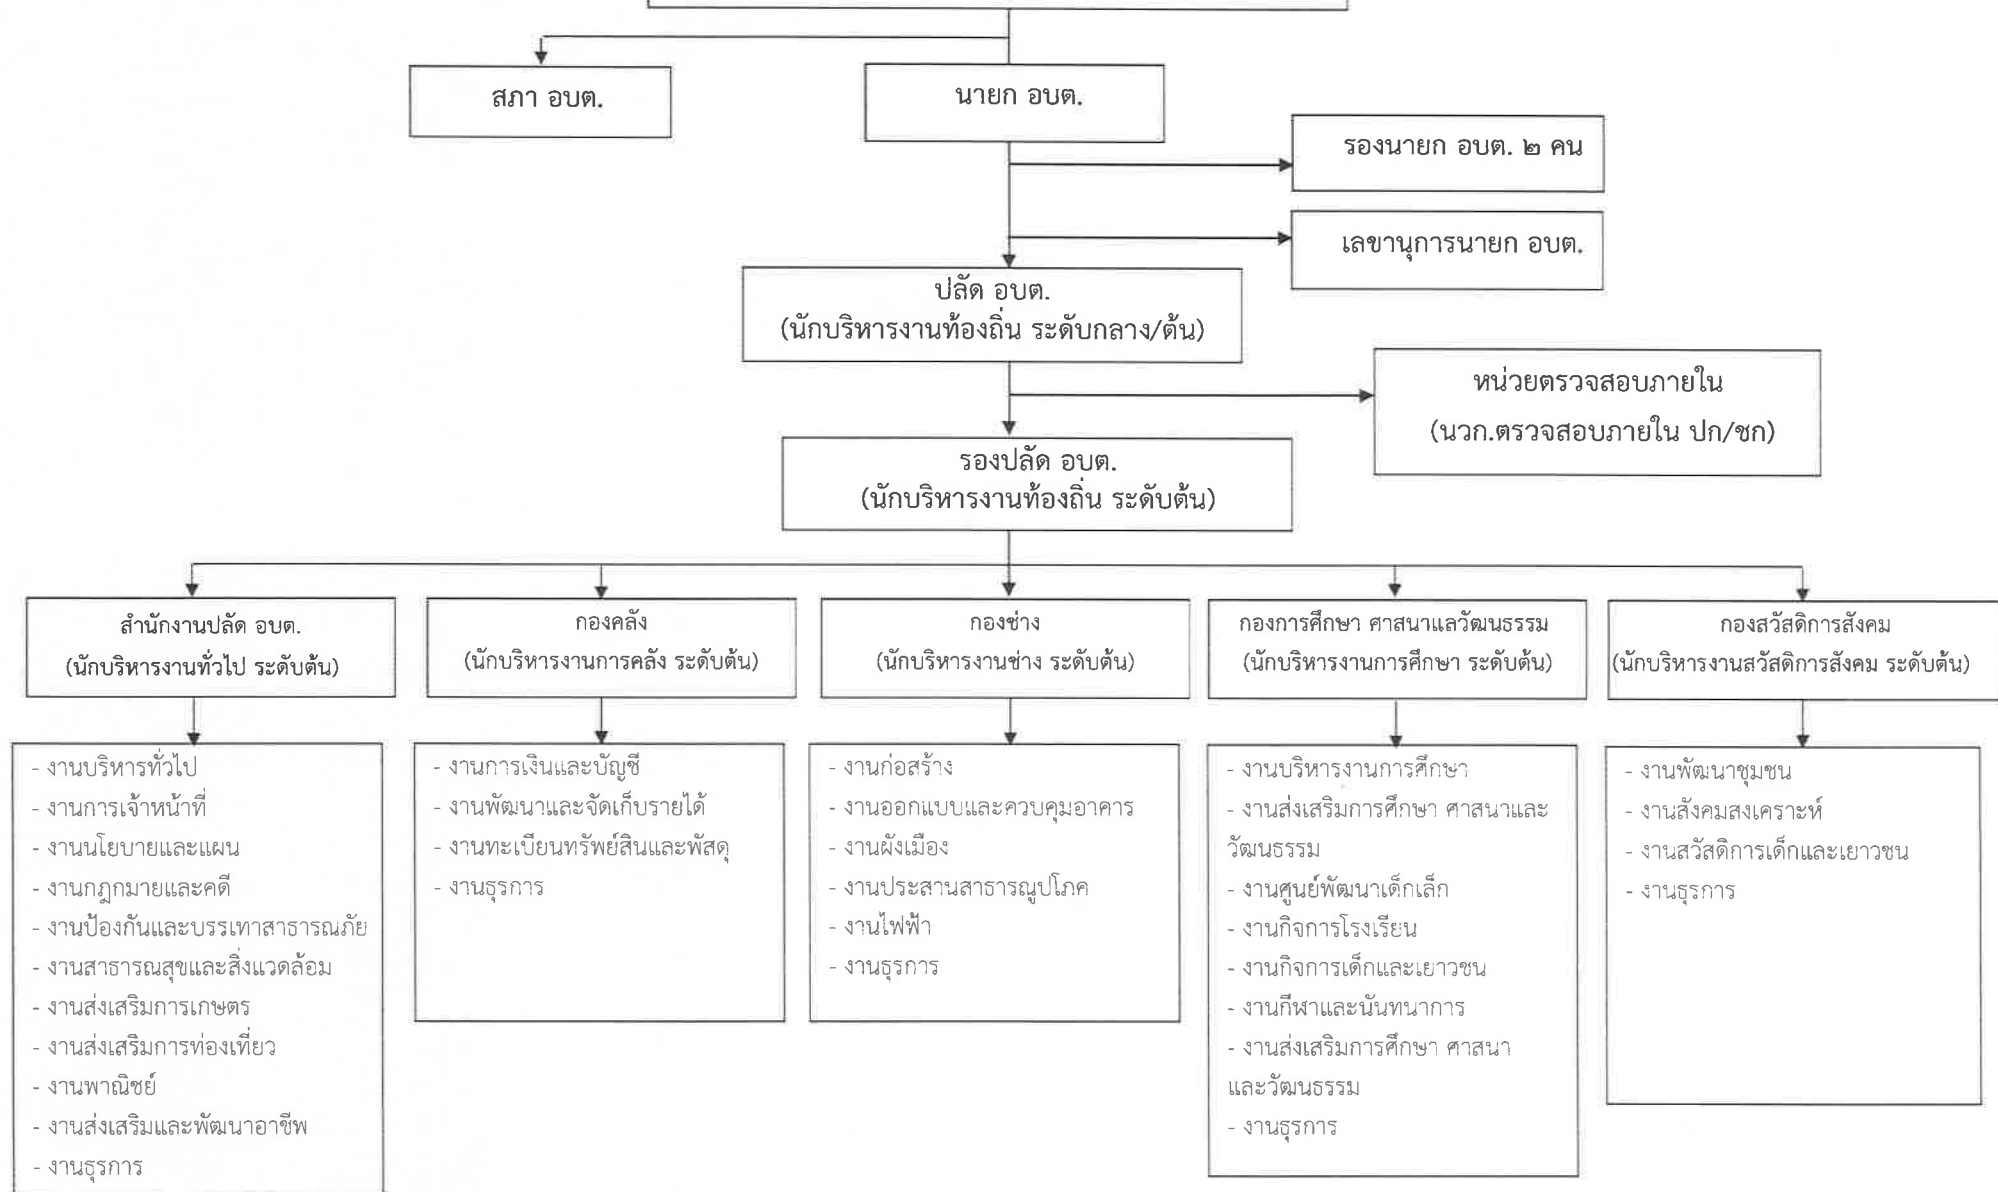 สภา อบต.
นายก อบต.
รองนายก อบต. ๒ คน
เลขานุการนายก อบต.
ปลัด อบต.
(นักบริหารงานท้องถิ่น ระดับกลาง/ต้น)
หน่วยตรวจสอบภายใน
(นวก.ตรวจสอบภายใน ปก/ชก)
รองปลัด อบต.
(นักบริหารงานท้องถิ่น ระดับต้น)
สำนักงานปลัด อบต.
(นักบริหารงานทั่วไป ระดับต้น)
- งานบริหารทั่วไป
- งานการเจ้าหน้าที่
- งานนโยบายและแผน
- งานกฎกมายและคดี
- งานป้องกันและบรรเทาสาธารณภัย
- งานสาธารณสุขและสิ่งแวดล้อม
- งานส่งเสริมการเกษตร
- งานส่งเสริมการท่องเที่ยว
- งานพาณิชย์
- งานส่งเสริมและพัฒนาอาชีพ
- งานธุรการ
กองคลัง
(นักบริหารงานการคลัง ระดับต้น)
- งานการเงินและบัญชี
- งานพัฒนาและจัดเก็บรายได้
- งานทะเบียนทรัพย์สินและพัสดุ
- งานธุรการ
กองช่าง
(นักบริหารงานช่าง ระดับต้น)
- งานก่อสร้าง
- งานออกแบบและควบคุมอาคาร
- งานผังเมือง
- งานประสานสาธารณูปโภค
- งานไฟฟ้า
- งานธุรการ
กองการศึกษา ศาสนาแลวัฒนธรรม
(นักบริหารงานการศึกษา ระดับต้น)
- งานบริหารงานการศึกษา
- งานส่งเสริมการศึกษา ศาสนาและ
วัฒนธรรม
- งานศูนย์พัฒนาเด็กเล็ก
- งานกิจการโรงเรียน
- งานกิจการเด็กและเยาวชน
- งานกีฬาและนันทนาการ
- งานส่งเสริมการศึกษา ศาสนา
และวัฒนธรรม
- งานธุรการ
กองสวัสดิการสังคม
(นักบริหารงานสวัสดิการสังคม ระดับต้น)
- งานพัฒนาชุมชน
- งานสังคมสงเคราะห์
- งานสวัสดิการเด็กและเยาวชน
- งานธุรการ